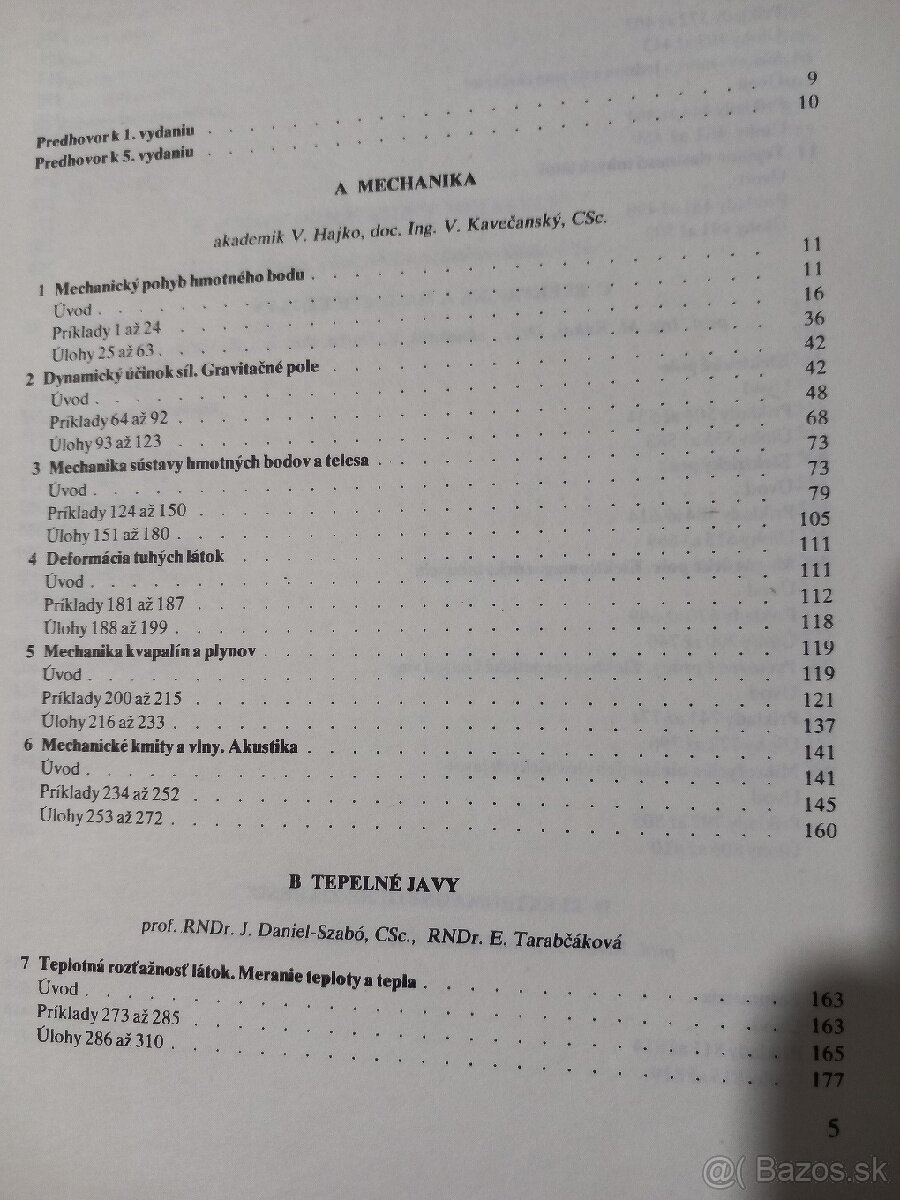 Predhovor k 1. vydaniu . . . 9
Predhovor k 5. vydaniu . . . 10
A MECHANIKA
akademik V. Hajko, doc. Ing. V. Kavečanský, CSc.
1 Mechanický pohyb hmotného bodu . . . 11
Úvod . . . 11
Príklady 1 až 24 . . . 16
Úlohy 25 až 63 . . . 36
2 Dynamický účinok síl. Gravitačné pole . . . 42
Úvod . . . 42
Príklady 64 až 92 . . . 48
Úlohy 93 až 123 . . . 68
3 Mechanika sústavy hmotných bodov a telesa . . . 73
Úvod . . . 73
Príklady 124 až 150 . . . 79
Úlohy 151 až 180 . . . 105
4 Deformácia tuhých látok . . . 111
Úvod . . . 111
Príklady 181 až 187 . . . 112
Úlohy 188 až 199 . . . 118
5 Mechanika kvapalín a plynov . . . 119
Úvod . . . 119
Príklady 200 až 215 . . . 121
Úlohy 216 až 233 . . . 137
6 Mechanické kmity a vlny. Akustika . . . 141
Úvod . . . 141
Príklady 234 až 252 . . . 145
Úlohy 253 až 272 . . . 160
B TEPELNÉ JAVY
prof. RNDr. J. Daniel-Szabó, CSc., RNDr. E. Tarabčáková
7 Teplotná rozťažnosť látok. Meranie teploty a tepla . . . 163
Úvod . . . 163
Príklady 273 až 285 . . . 165
Úlohy 286 až 310 . . . 177
5
@( Bazos.sk